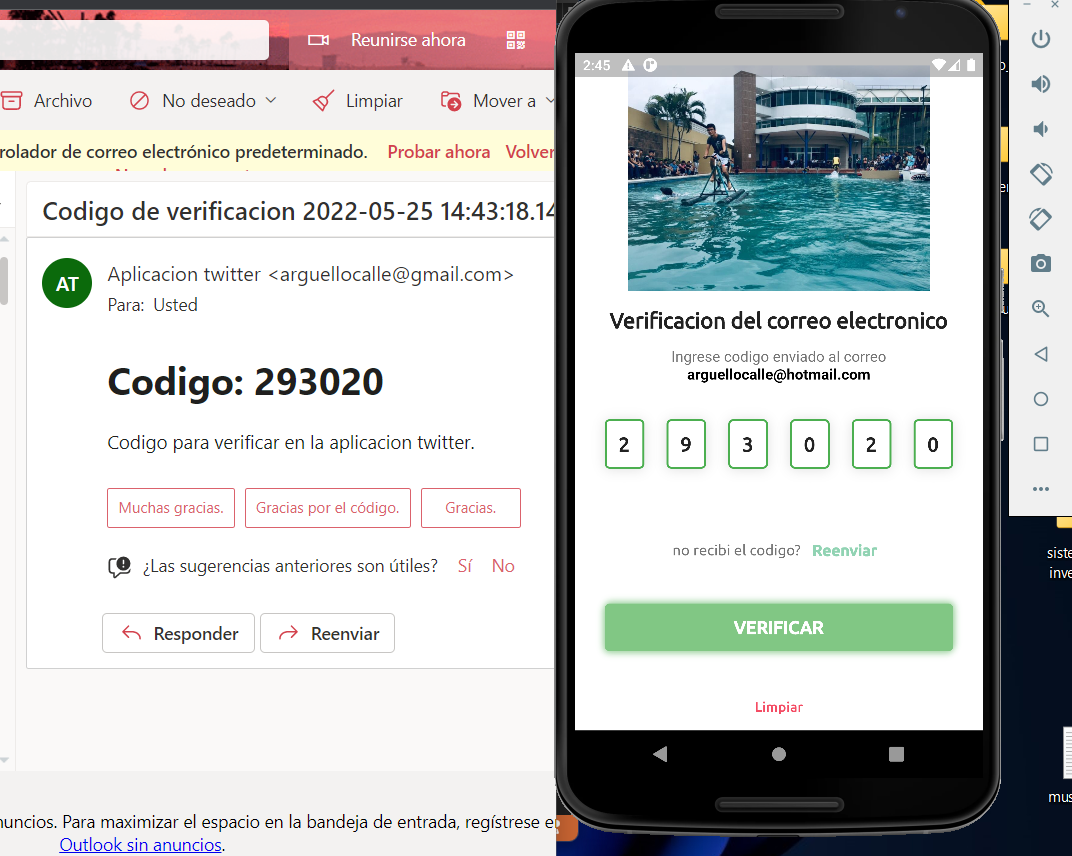 Reunirse ahora
Archivo
No deseado
Limpiar
Mover a
rolador de correo electrónico predeterminado. Probar ahora Volver
Codigo de verificacion 2022-05-25 14:43:18.14
AT
Aplicacion twitter <arguellocalle@gmail.com>
Para: Usted
Codigo: 293020
Codigo para verificar en la aplicacion twitter.
Muchas gracias.
Gracias por el código.
Gracias.
¿Las sugerencias anteriores son útiles? Sí No
Responder
Reenviar
nuncios. Para maximizar el espacio en la bandeja de entrada, regístrese e
Outlook sin anuncios.
2:45
Verificacion del correo electronico
Ingrese codigo enviado al correo
arguellocalle@hotmail.com
2 9 3 0 2 0
no recibi el codigo? Reenviar
VERIFICAR
Limpiar
siste
inve
mus